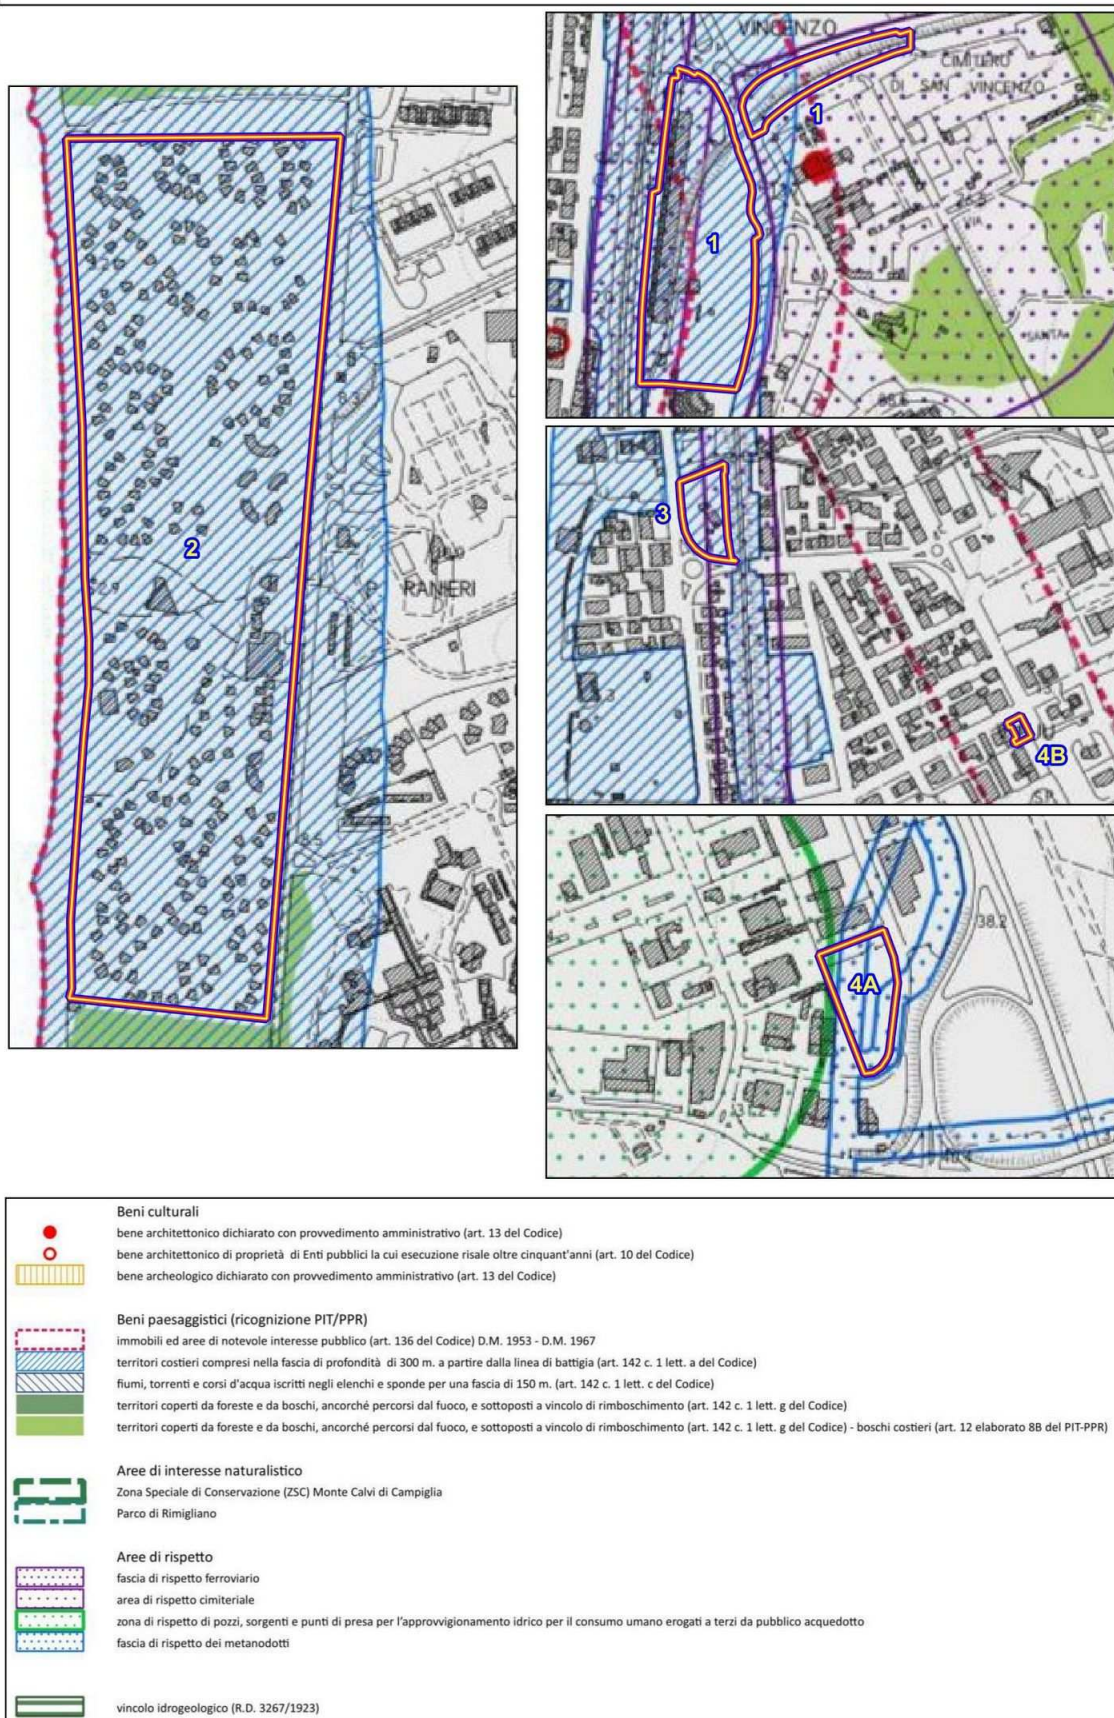 2
RANIERI
8.3
2.9
VINCENZO
CIMITERO
DI SAN VINCENZO
1
1
VIA
SANTA
3
4B
4A
38.2
Beni culturali
bene architettonico dichiarato con provvedimento amministrativo (art. 13 del Codice)
bene architettonico di proprietà di Enti pubblici la cui esecuzione risale oltre cinquant'anni (art. 10 del Codice)
bene archeologico dichiarato con provvedimento amministrativo (art. 13 del Codice)
Beni paesaggistici (ricognizione PIT/PPR)
immobili ed aree di notevole interesse pubblico (art. 136 del Codice) D.M. 1953 - D.M. 1967
territori costieri compresi nella fascia di profondità di 300 m. a partire dalla linea di battigia (art. 142 c. 1 lett. a del Codice)
fiumi, torrenti e corsi d'acqua iscritti negli elenchi e sponde per una fascia di 150 m. (art. 142 c. 1 lett. c del Codice)
territori coperti da foreste e da boschi, ancorché percorsi dal fuoco, e sottoposti a vincolo di rimboschimento (art. 142 c. 1 lett. g del Codice)
territori coperti da foreste e da boschi, ancorché percorsi dal fuoco, e sottoposti a vincolo di rimboschimento (art. 142 c. 1 lett. g del Codice) - boschi costieri (art. 12 elaborato 8B del PIT-PPR)
Aree di interesse naturalistico
Zona Speciale di Conservazione (ZSC) Monte Calvi di Campiglia
Parco di Rimigliano
Aree di rispetto
fascia di rispetto ferroviario
area di rispetto cimiteriale
zona di rispetto di pozzi, sorgenti e punti di presa per l'approvvigionamento idrico per il consumo umano erogati a terzi da pubblico acquedotto
fascia di rispetto dei metanodotti
vincolo idrogeologico (R.D. 3267/1923)